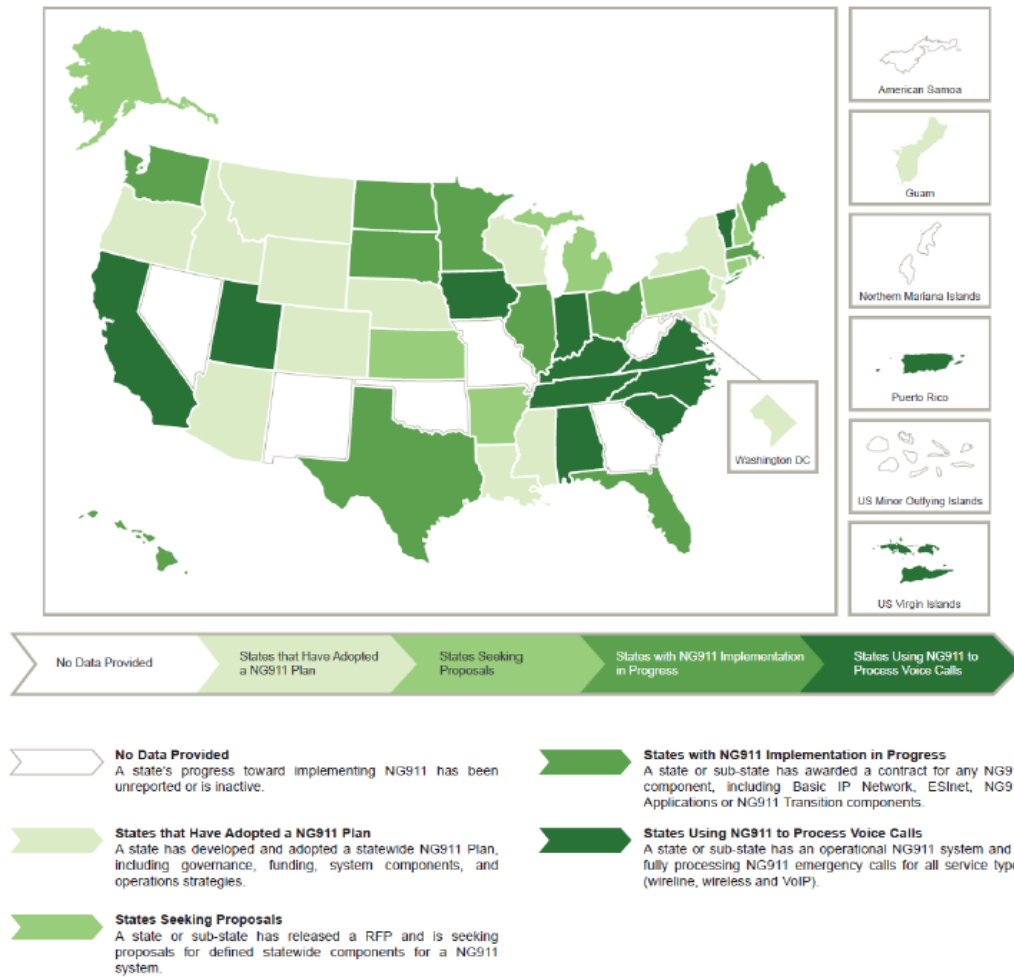 American Samoa
Guam
Northern Mariana Islands
Puerto Rico
Washington DC
US Minor Outlying Islands
US Virgin Islands
No Data Provided
States that Have Adopted
a NG911 Plan
States Seeking
Proposals
States with NG911 Implementation
in Progress
States Using NG911 to
Process Voice Calls
No Data Provided
A state's progress toward implementing NG911 has been
unreported or is inactive.
States that Have Adopted a NG911 Plan
A state has developed and adopted a statewide NG911 Plan,
including governance, funding, system components, and
operations strategies.
States Seeking Proposals
A state or sub-state has released a RFP and is seeking
proposals for defined statewide components for a NG911
system.
States with NG911 Implementation in Progress
A state or sub-state has awarded a contract for any NG91
component, including Basic IP Network, ESInet, NG91
Applications or NG911 Transition components.
States Using NG911 to Process Voice Calls
A state or sub-state has an operational NG911 system and
fully processing NG911 emergency calls for all service type
(wireline, wireless and VoIP).